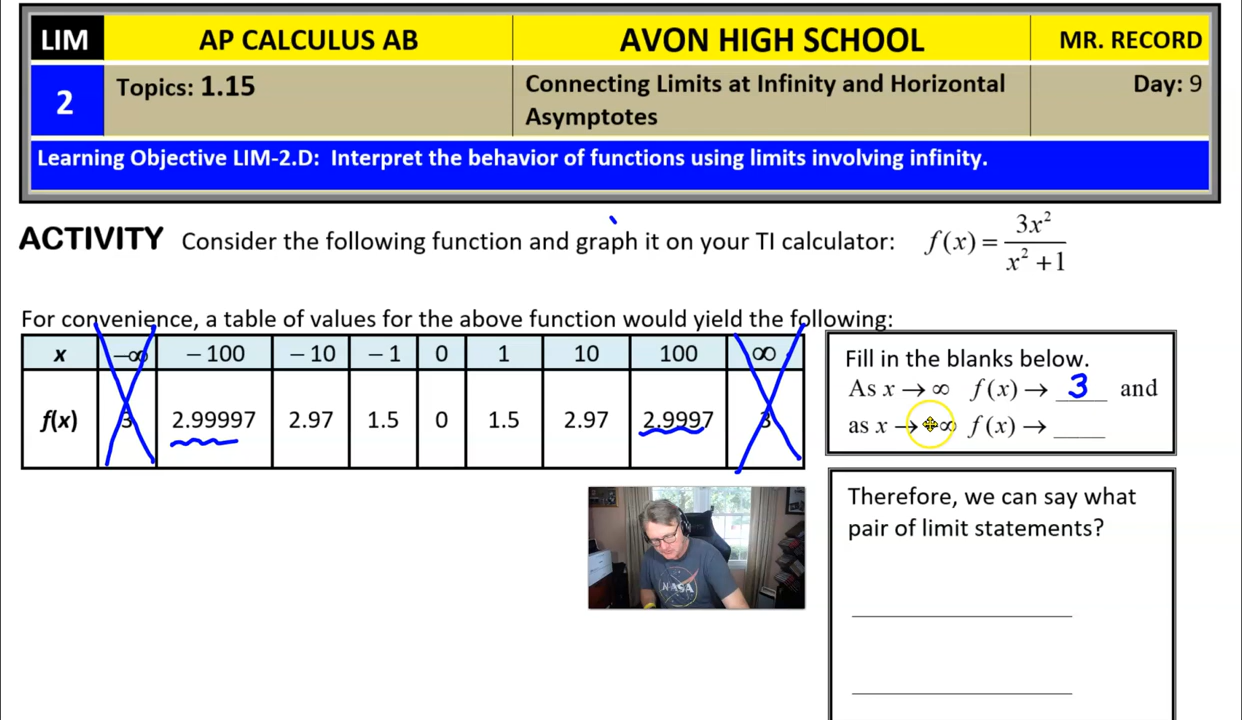 LIM AP CALCULUS AB AVON HIGH SCHOOL MR. RECORD
2 Topics: 1.15 Connecting Limits at Infinity and Horizontal Asymptotes Day: 9
Learning Objective LIM-2.D: Interpret the behavior of functions using limits involving infinity.
ACTIVITY Consider the following function and graph it on your TI calculator: f(x) = 3x² / x² + 1
For convenience, a table of values for the above function would yield the following:
x −∞ −100 −10 −1 0 1 10 100 ∞
f(x) 3 2.99997 2.97 1.5 0 1.5 2.97 2.9997 3
Fill in the blanks below.
As x → ∞ f(x) → 3 and
as x → −∞ f(x) → ____
Therefore, we can say what
pair of limit statements?
NASA